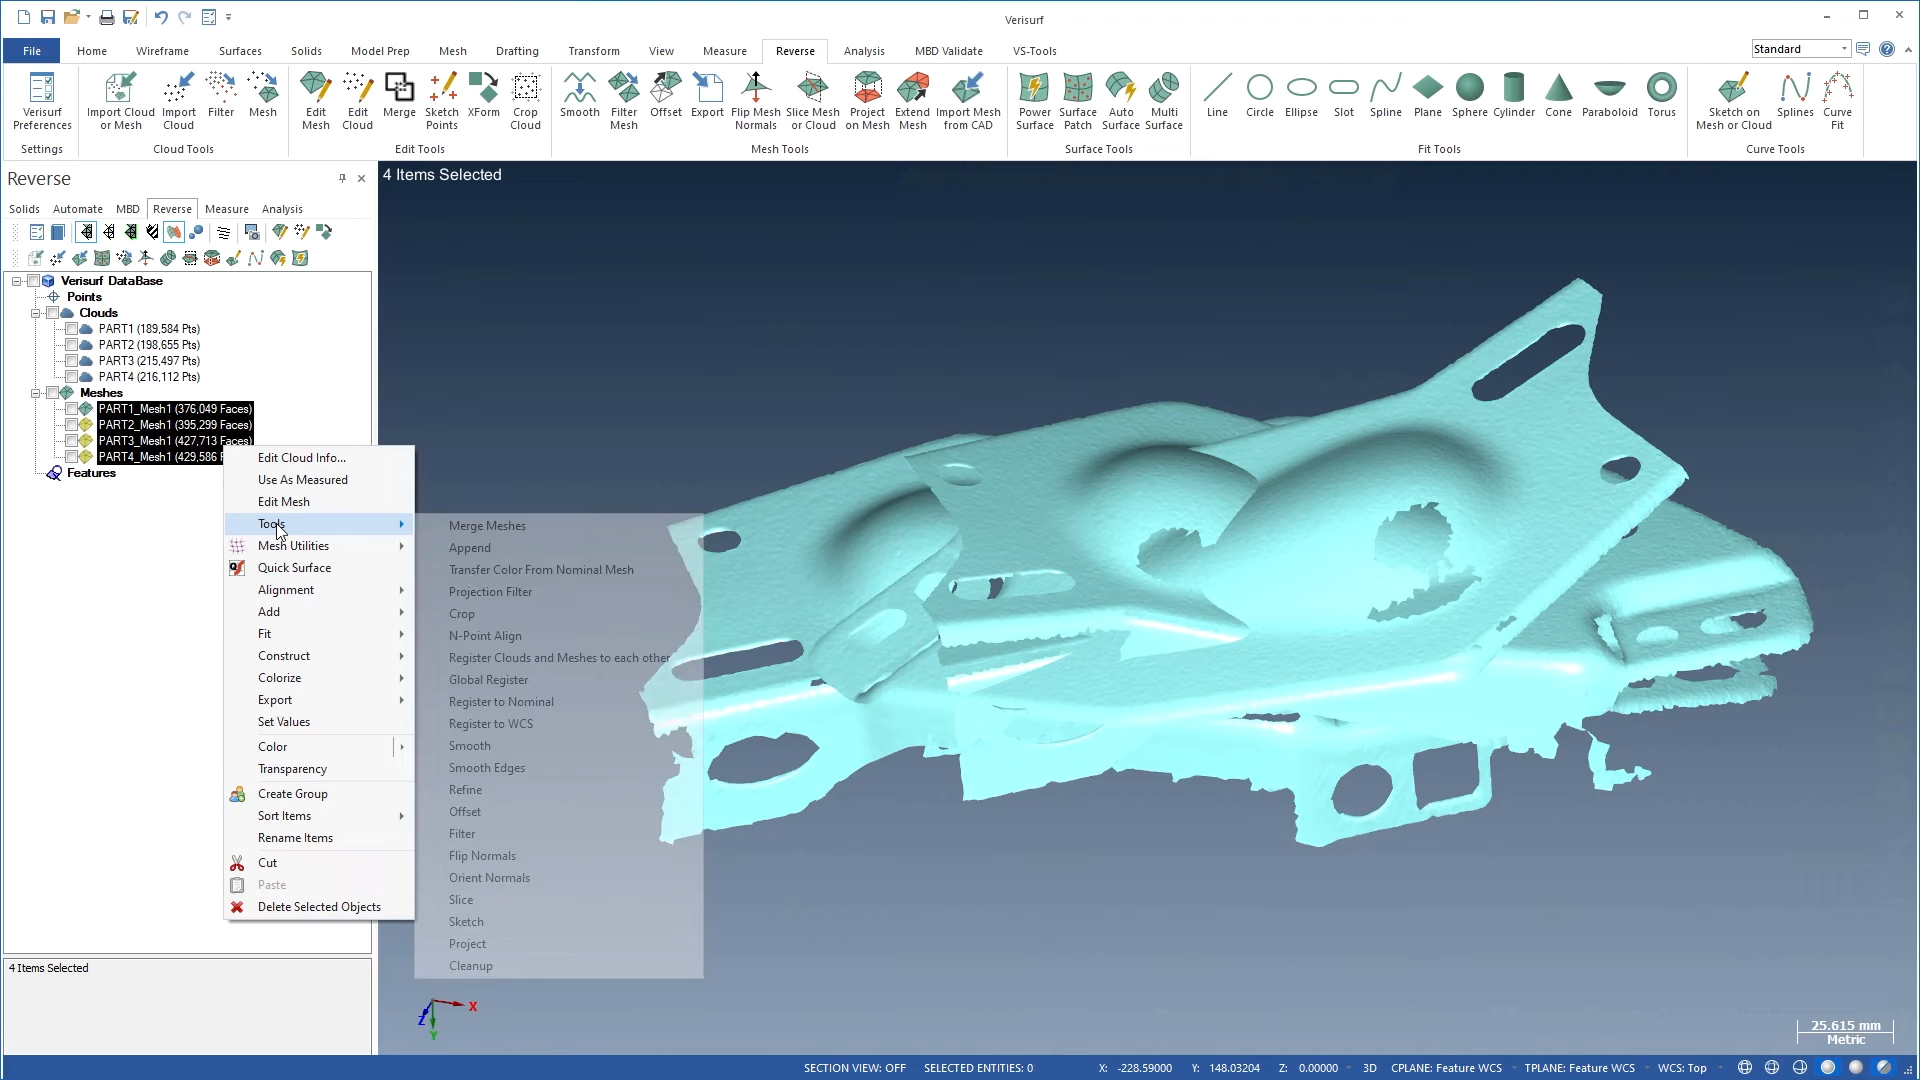 Verisurf
File Home Wireframe Surfaces Solids Model Prep Mesh Drafting Transform View Measure Reverse Analysis MBD Validate VS-Tools Standard
Verisurf Preferences
Settings
Import Cloud or Mesh
Import Cloud
Filter
Mesh
Cloud Tools
Edit Mesh
Edit Cloud
Merge
Sketch Points
XForm
Crop Cloud
Edit Tools
Smooth
Filter Mesh
Offset
Export
Flip Mesh Normals
Slice Mesh or Cloud
Project on Mesh
Extend Mesh
Import Mesh from CAD
Mesh Tools
Power Surface
Surface Patch
Auto Surface
Multi Surface
Surface Tools
Line
Circle
Ellipse
Slot
Spline
Plane
Sphere
Cylinder
Cone
Paraboloid
Torus
Fit Tools
Sketch on Mesh or Cloud
Splines
Curve Fit
Curve Tools
Reverse
Solids Automate MBD Reverse Measure Analysis
Verisurf DataBase
Points
Clouds
PART1 (189,584 Pts)
PART2 (198,655 Pts)
PART3 (215,497 Pts)
PART4 (216,112 Pts)
Meshes
PART1_Mesh1 (376,049 Faces)
PART2_Mesh1 (395,299 Faces)
PART3_Mesh1 (427,713 Faces)
PART4_Mesh1 (429,586 F
Features
Edit Cloud Info...
Use As Measured
Edit Mesh
Tools
Mesh Utilities
Quick Surface
Alignment
Add
Fit
Construct
Colorize
Export
Set Values
Color
Transparency
Create Group
Sort Items
Rename Items
Cut
Paste
Delete Selected Objects
Merge Meshes
Append
Transfer Color From Nominal Mesh
Projection Filter
Crop
N-Point Align
Register Clouds and Meshes to each other
Global Register
Register to Nominal
Register to WCS
Smooth
Smooth Edges
Refine
Offset
Filter
Flip Normals
Orient Normals
Slice
Sketch
Project
Cleanup
4 Items Selected
4 Items Selected
X
Z
Y
25.615 mm
Metric
SECTION VIEW: OFF SELECTED ENTITIES: 0 X: -228.59000 Y: 148.03204 Z: 0.00000 3D CPLANE: Feature WCS TPLANE: Feature WCS WCS: Top